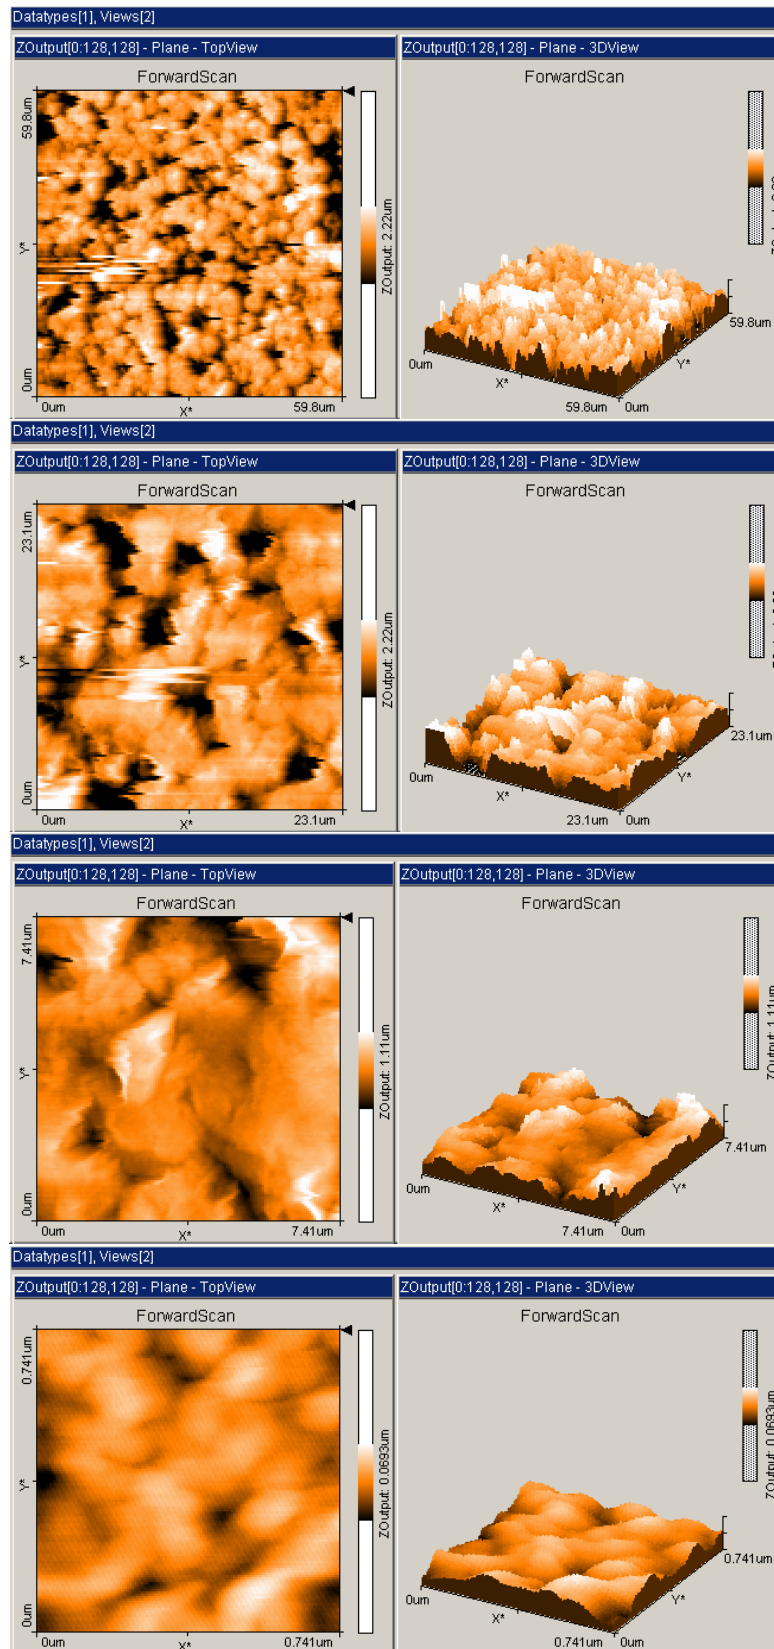 Datatypes[1], Views[2]
ZOutput[0:128,128] - Plane - TopView
ForwardScan
59.8um
Y*
0um
0um
X*
59.8um
ZOutput: 2.22um
ZOutput[0:128,128] - Plane - 3DView
ForwardScan
0um
X*
59.8um
0um
Y*
59.8um
Datatypes[1], Views[2]
ZOutput[0:128,128] - Plane - TopView
ForwardScan
23.1um
Y*
0um
0um
X*
23.1um
ZOutput: 2.22um
ZOutput[0:128,128] - Plane - 3DView
ForwardScan
0um
X*
23.1um
0um
Y*
23.1um
Datatypes[1], Views[2]
ZOutput[0:128,128] - Plane - TopView
ForwardScan
7.41um
Y*
0um
0um
X*
7.41um
ZOutput: 1.11um
ZOutput[0:128,128] - Plane - 3DView
ForwardScan
0um
X*
7.41um
0um
Y*
7.41um
ZOutput: 1.11um
Datatypes[1], Views[2]
ZOutput[0:128,128] - Plane - TopView
ForwardScan
0.741um
Y*
0um
0um
X*
0.741um
ZOutput: 0.0693um
ZOutput[0:128,128] - Plane - 3DView
ForwardScan
0um
X*
0.741um
0um
Y*
0.741um
ZOutput: 0.0693um